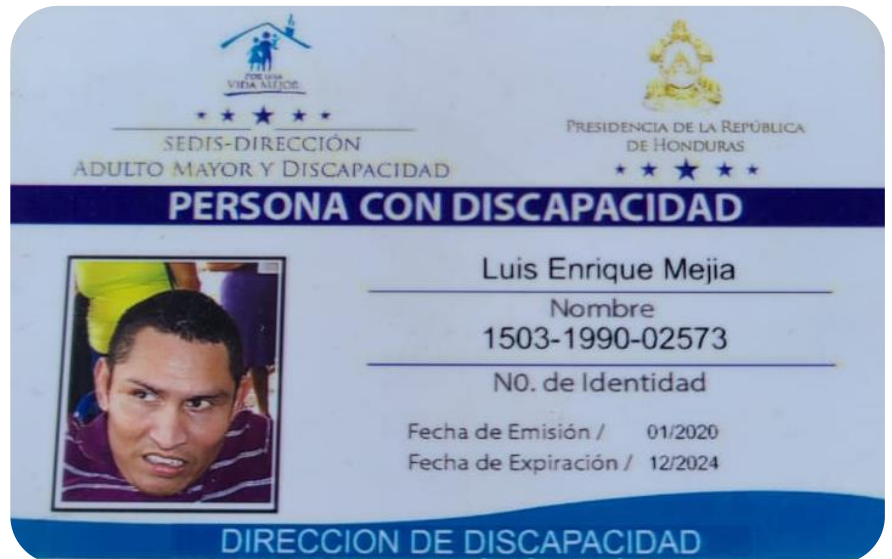 POR UNA
VIDA MEJOR
SEDIS-DIRECCIÓN
ADULTO MAYOR Y DISCAPACIDAD
PRESIDENCIA DE LA REPÚBLICA
DE HONDURAS
PERSONA CON DISCAPACIDAD
Luis Enrique Mejia
Nombre
1503-1990-02573
N0. de Identidad
Fecha de Emisión / 01/2020
Fecha de Expiración / 12/2024
DIRECCION DE DISCAPACIDAD